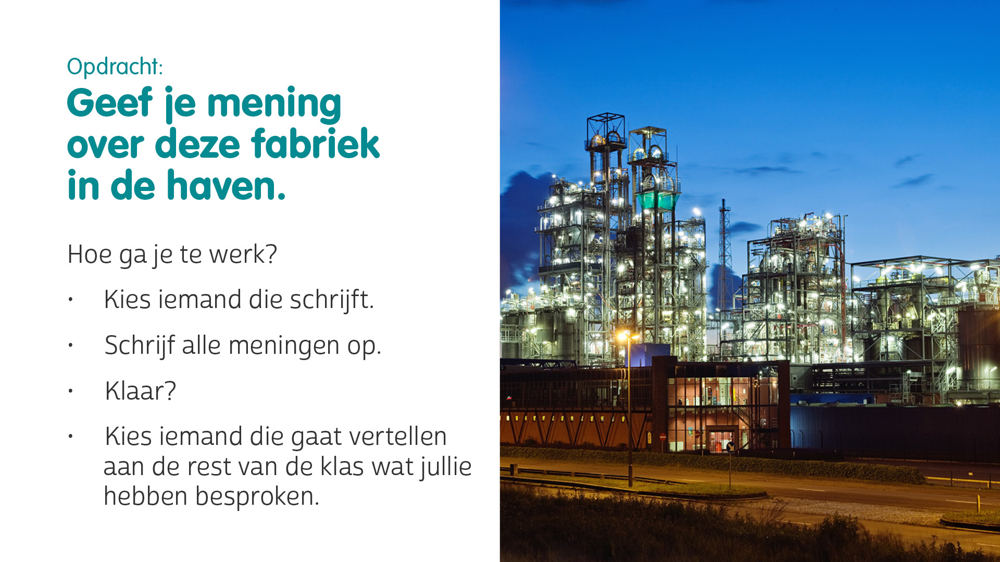 Opdracht:
Geef je mening
over deze fabriek
in de haven.
Hoe ga je te werk?
• Kies iemand die schrijft.
• Schrijf alle meningen op.
• Klaar?
• Kies iemand die gaat vertellen
aan de rest van de klas wat jullie
hebben besproken.